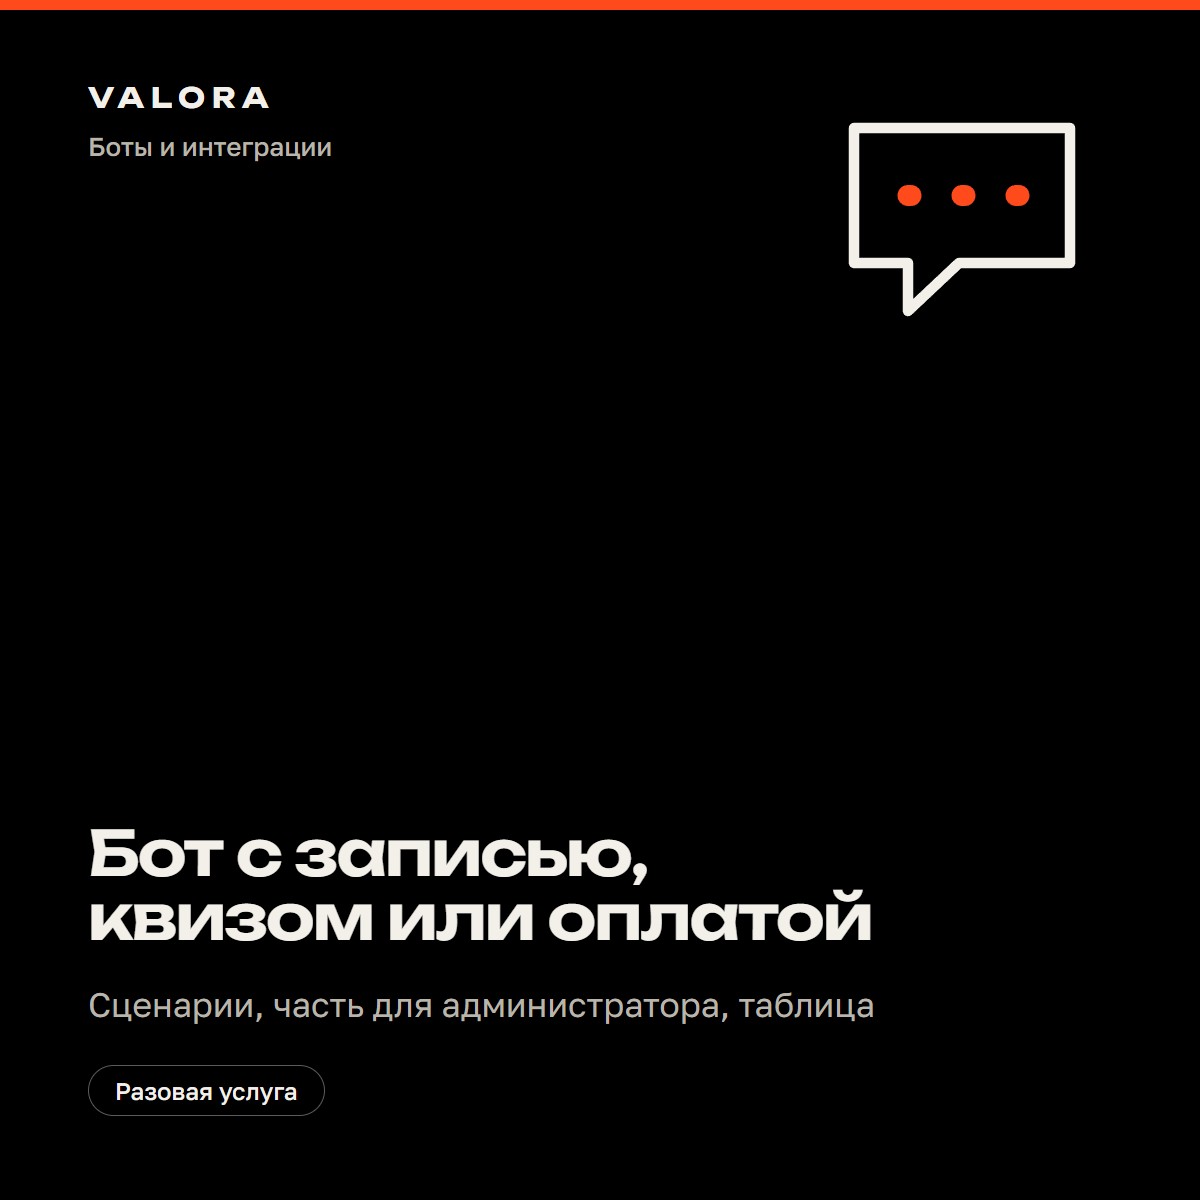 VALORA
Боты и интеграции
Бот с записью,
квизом или оплатой
Сценарии, часть для администратора, таблица
Разовая услуга